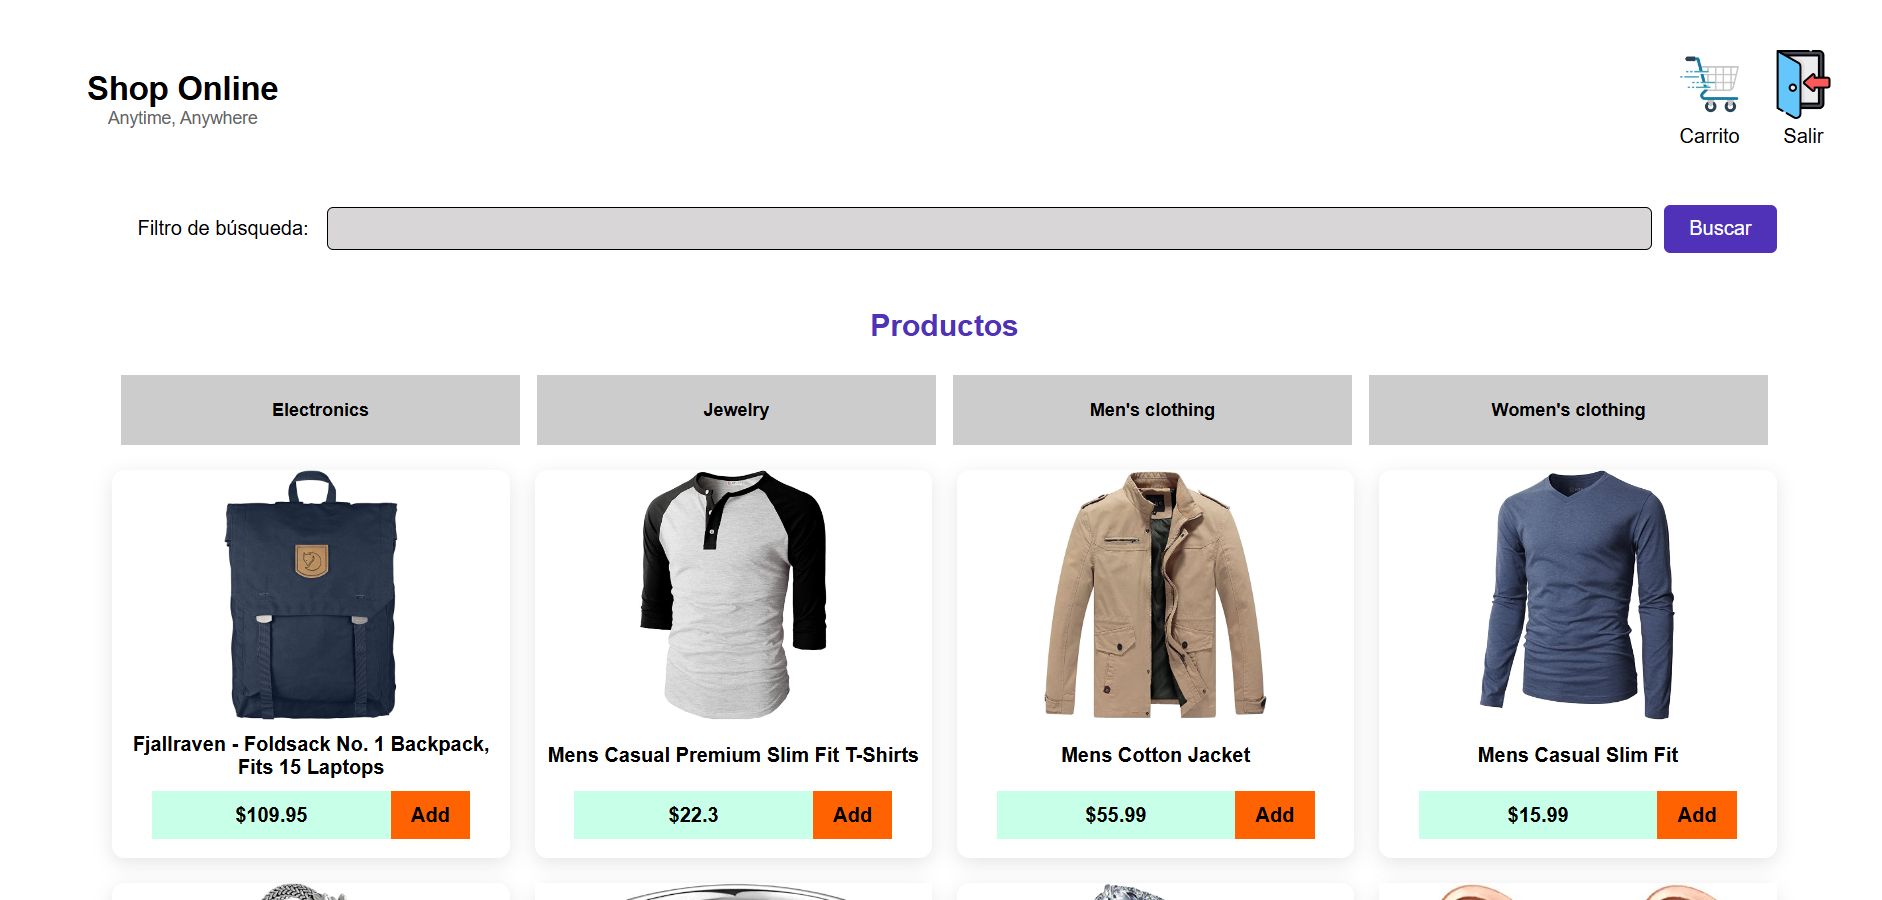 Shop Online
Anytime, Anywhere
Carrito
Salir
Filtro de búsqueda:
Buscar
Productos
Electronics
Jewelry
Men's clothing
Women's clothing
Fjallraven - Foldsack No. 1 Backpack,
Fits 15 Laptops
$109.95
Add
Mens Casual Premium Slim Fit T-Shirts
$22.3
Add
Mens Cotton Jacket
$55.99
Add
Mens Casual Slim Fit
$15.99
Add